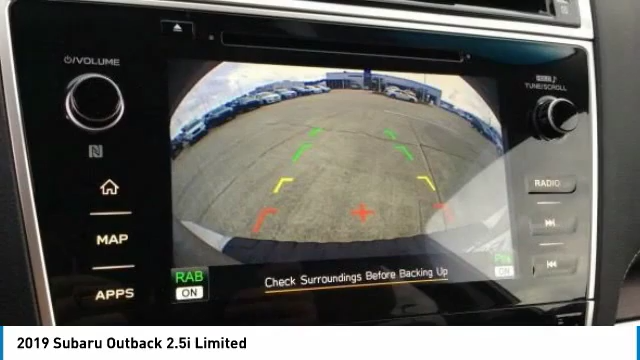 VOLUME
TUNE/SCROLL
RADIO
MAP
APPS
RAB
ON
Check Surroundings Before Backing Up
ON
2019 Subaru Outback 2.5i Limited